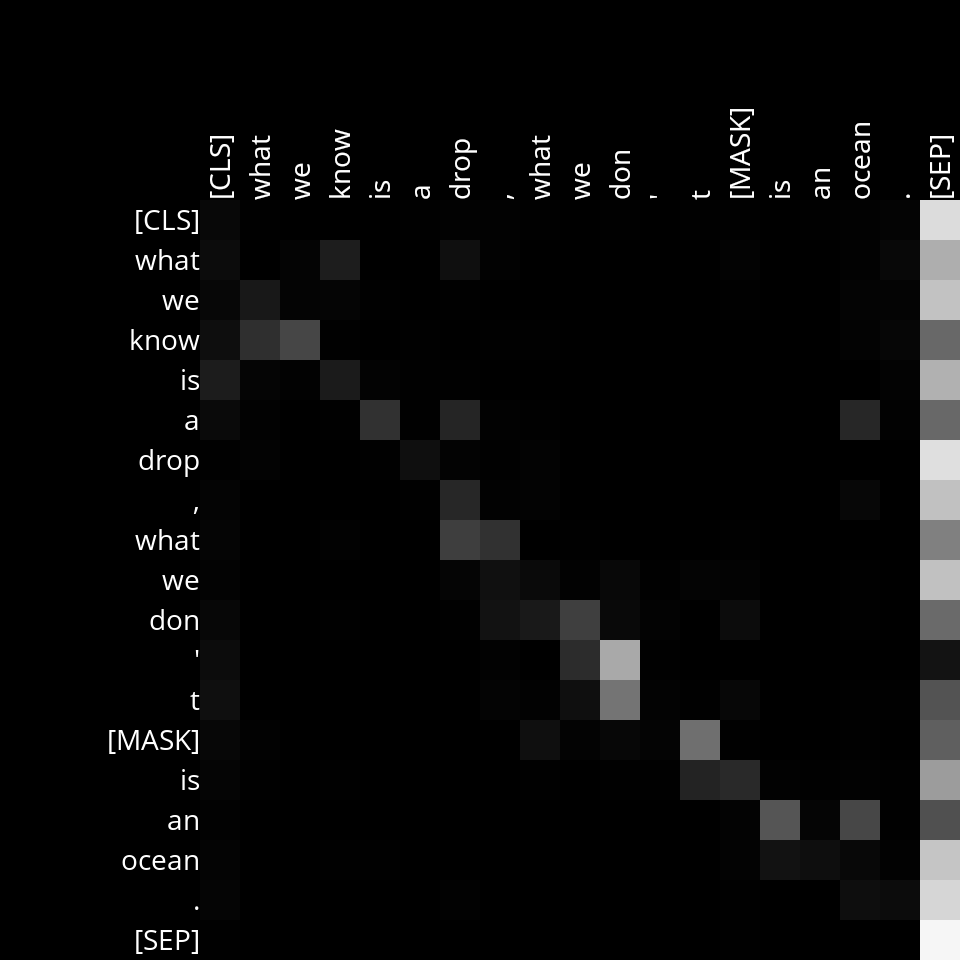 [CLS] what we know is a drop , what we don ' t [MASK] is an ocean . [SEP]
[CLS]
what
we
know
is
a
drop
,
what
we
don
'
t
[MASK]
is
an
ocean
.
[SEP]